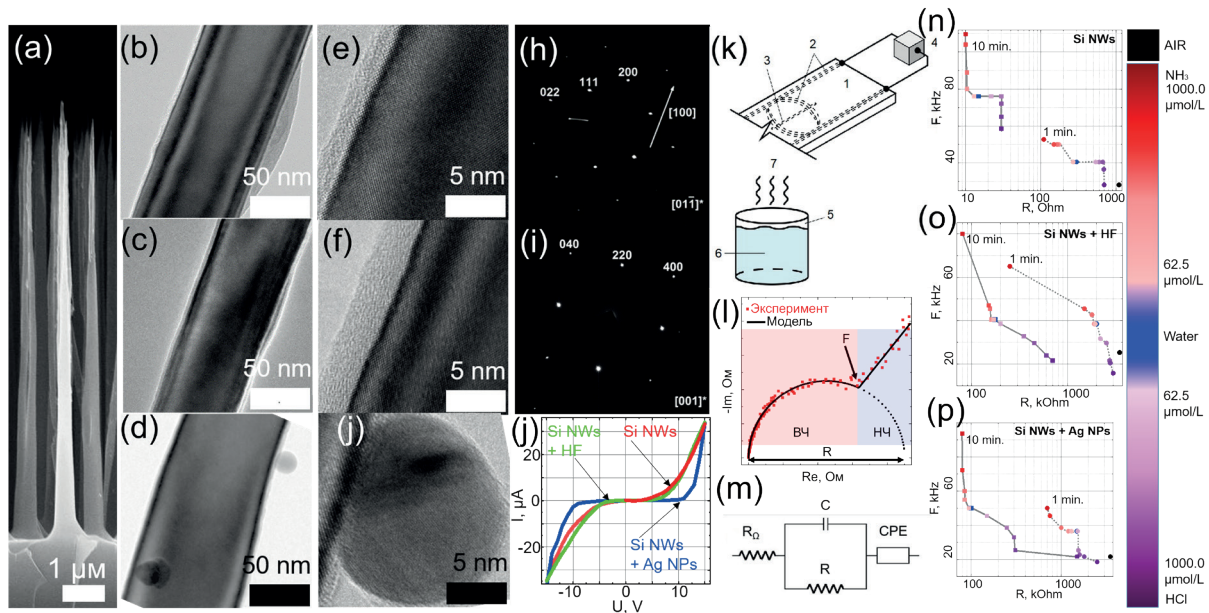 (a)
1 µм
(b)
50 nm
(c)
50 nm
(d)
50 nm
(e)
5 nm
(f)
5 nm
(j)
5 nm
(h)
200
111
022
[100]
[011̄]*
(i)
040
220
400
[001]*
(j)
Si NWs
+ HF
Si NWs
Si NWs
+ Ag NPs
I, µA
20
0
-20
-10
0
10
U, V
(k)
2
3
1
4
7
5
6
(l)
Эксперимент
Модель
F
ВЧ
НЧ
R
-Im, Ом
Re, Ом
(m)
RΩ
C
R
CPE
(n)
Si NWs
10 min.
1 min.
F, kHz
80
40
10
100
1000
R, Ohm
(o)
Si NWs + HF
10 min.
1 min.
F, kHz
60
20
100
1000
R, kOhm
(p)
Si NWs + Ag NPs
10 min.
1 min.
F, kHz
60
20
100
1000
R, kOhm
AIR
NH₃
1000.0
µmol/L
62.5
µmol/L
Water
62.5
µmol/L
1000.0
µmol/L
HCl